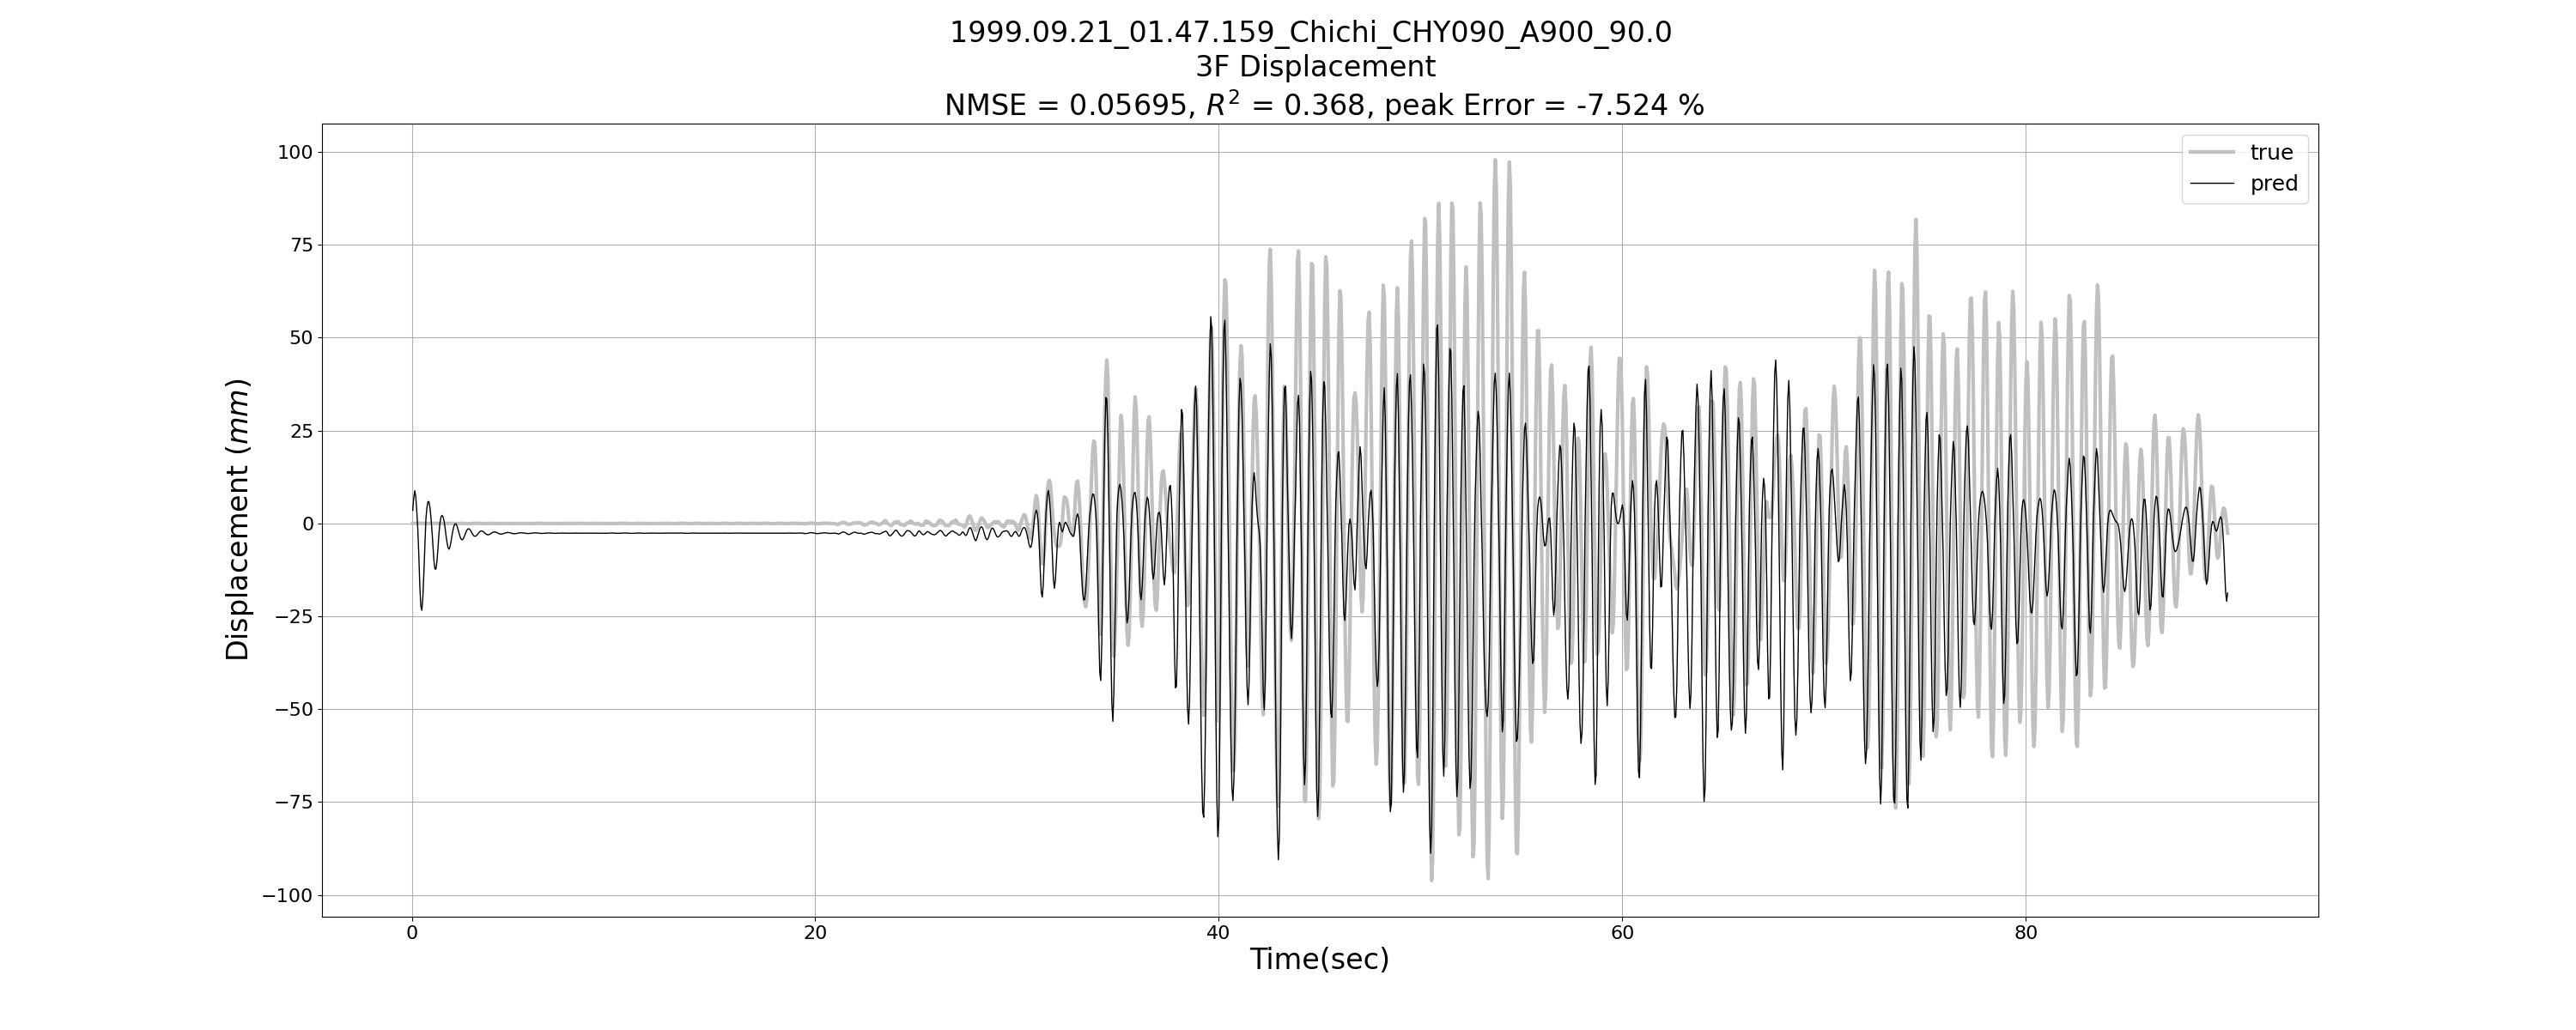 1999.09.21_01.47.159_Chichi_CHY090_A900_90.0
3F Displacement
NMSE = 0.05695, R² = 0.368, peak Error = -7.524 %
true
pred
100
75
50
25
0
−25
−50
−75
−100
Displacement (mm)
0 20 40 60 80
Time(sec)